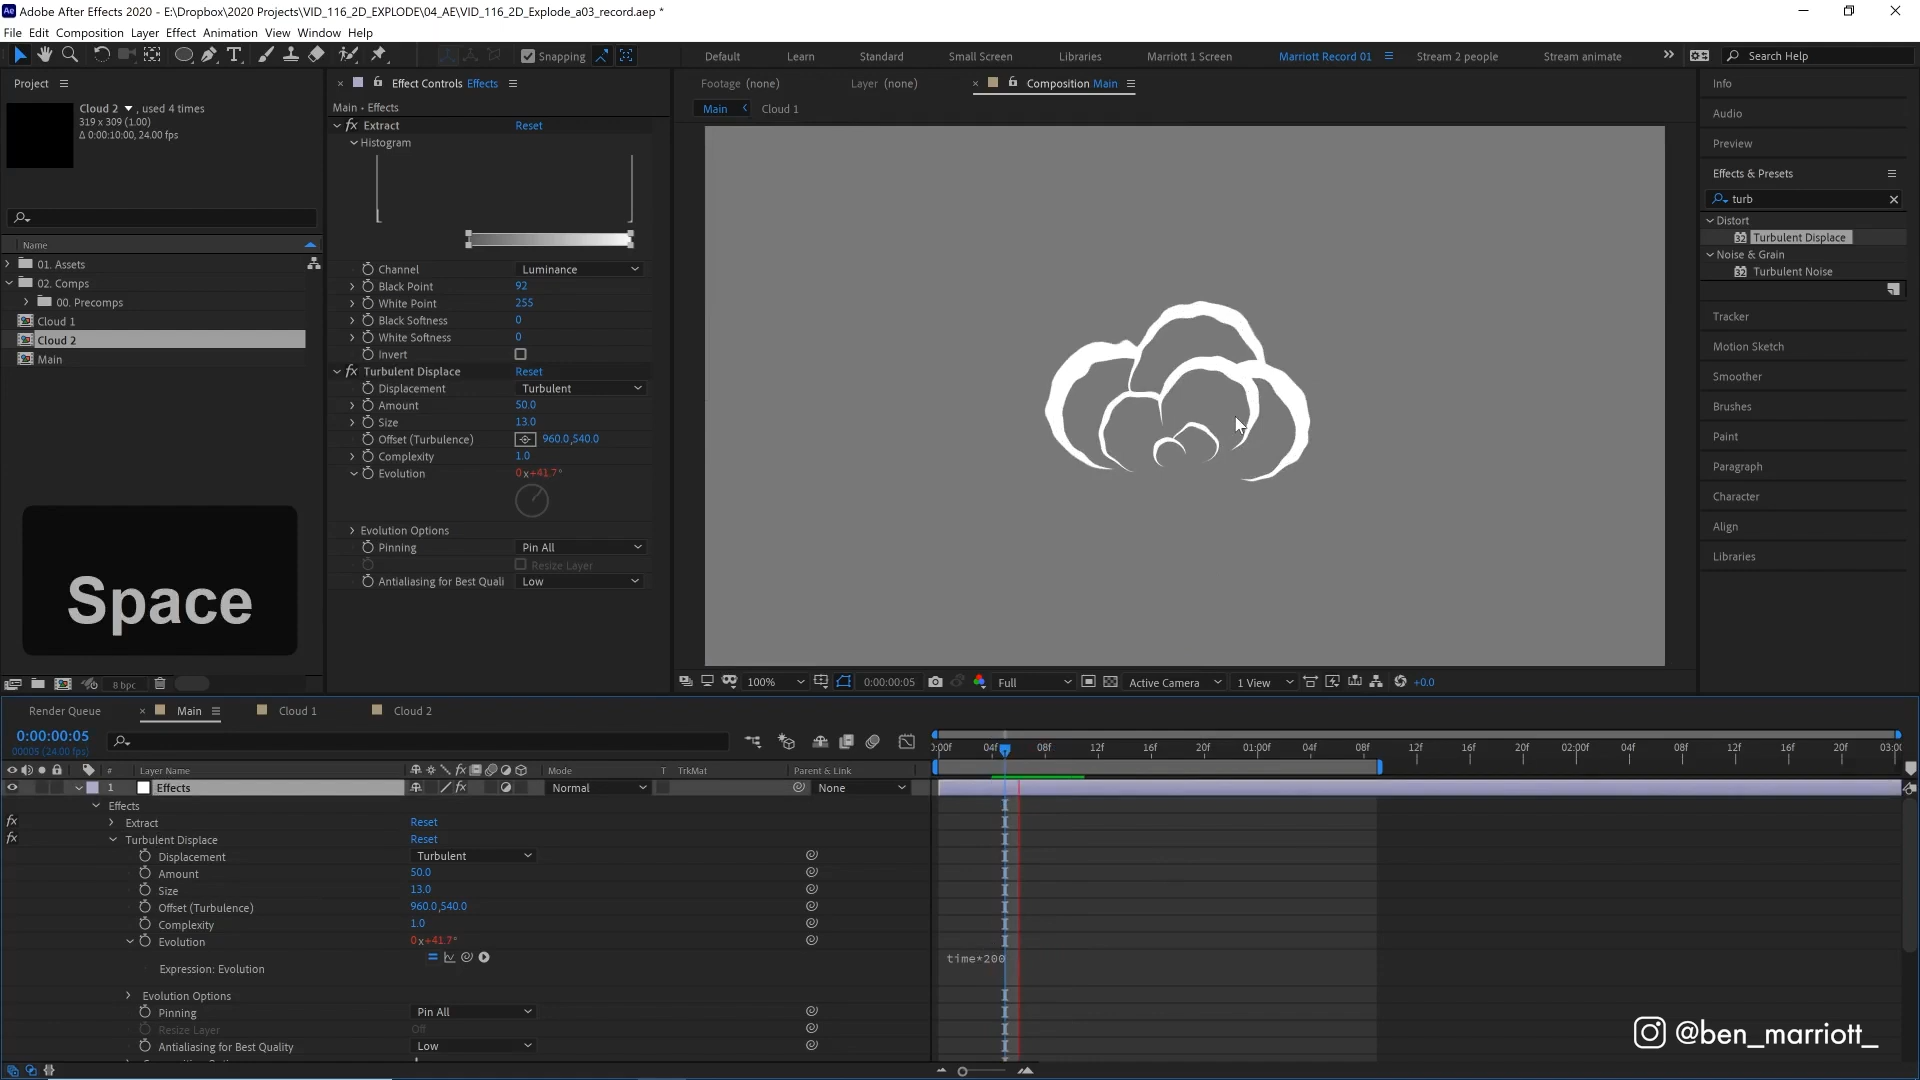 Adobe After Effects 2020 - E:\Dropbox\2020 Projects\VID_116_2D_EXPLODE\04_AE\VID_116_2D_Explode_a03_record.aep *
File Edit Composition Layer Effect Animation View Window Help
Snapping
Default Learn Standard Small Screen Libraries Marriott 1 Screen Marriott Record 01 Stream 2 people Stream animate
Search Help
Project
Cloud 2 , used 4 times
319 x 309 (1.00)
Δ 0:00:10:00, 24.00 fps
Name
01. Assets
02. Comps
00. Precomps
Cloud 1
Cloud 2
Main
Space
8 bpc
Effect Controls Effects
Main • Effects
fx Extract Reset
Histogram
Channel Luminance
Black Point 92
White Point 255
Black Softness 0
White Softness 0
Invert
fx Turbulent Displace Reset
Displacement Turbulent
Amount 50.0
Size 13.0
Offset (Turbulence) 960.0,540.0
Complexity 1.0
Evolution 0x+41.7°
Evolution Options
Pinning Pin All
Resize Layer
Antialiasing for Best Quali Low
Footage (none) Layer (none) Composition Main
Main Cloud 1
100% 0:00:00:05 Full Active Camera 1 View +0.0
Info
Audio
Preview
Effects & Presets
turb
Distort
Turbulent Displace
Noise & Grain
Turbulent Noise
Tracker
Motion Sketch
Smoother
Wiggler
Brushes
Paint
Paragraph
Character
Align
Libraries
Render Queue Main Cloud 1 Cloud 2
0:00:00:05
00005 (24.00 fps)
# Layer Name Mode T TrkMat Parent & Link
1 Effects Normal None
Effects
fx Extract Reset
fx Turbulent Displace Reset
Displacement Turbulent
Amount 50.0
Size 13.0
Offset (Turbulence) 960.0,540.0
Complexity 1.0
Evolution 0x+41.7°
Expression: Evolution
Evolution Options
Pinning Pin All
Resize Layer Off
Antialiasing for Best Quality Low
04f 08f 12f 16f 20f 01:00f 04f 08f 12f 16f 20f 02:00f 04f 08f 12f 16f 20f
time*200
@ben_marriott_